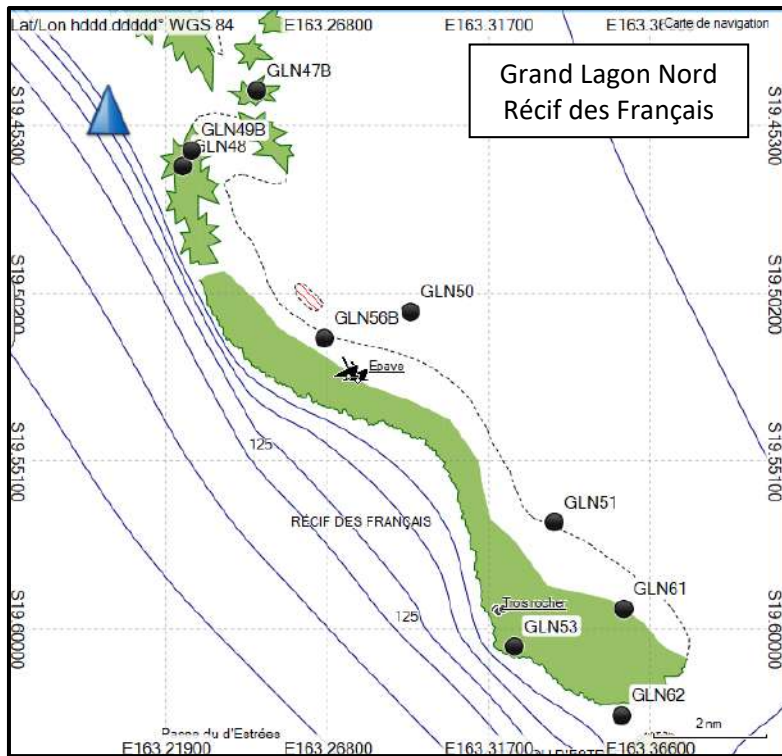 Lat/Lon hddd.ddddd° WGS 84
E163.26800
E163.31700
Carte de navigation
Grand Lagon Nord
Récif des Français
GLN47B
S19.45300
S19.45300
GLN49B
GLN48
S19.50200
S19.50200
GLN50
GLN56B
Epave
S19.55100
S19.55100
125
GLN51
RÉCIF DES FRANÇAIS
Trois rocher
GLN61
125
S19.60000
S19.60000
GLN53
GLN62
2 nm
d'Estrées
E163.21900
E163.26800
E163.31700
E163.36600